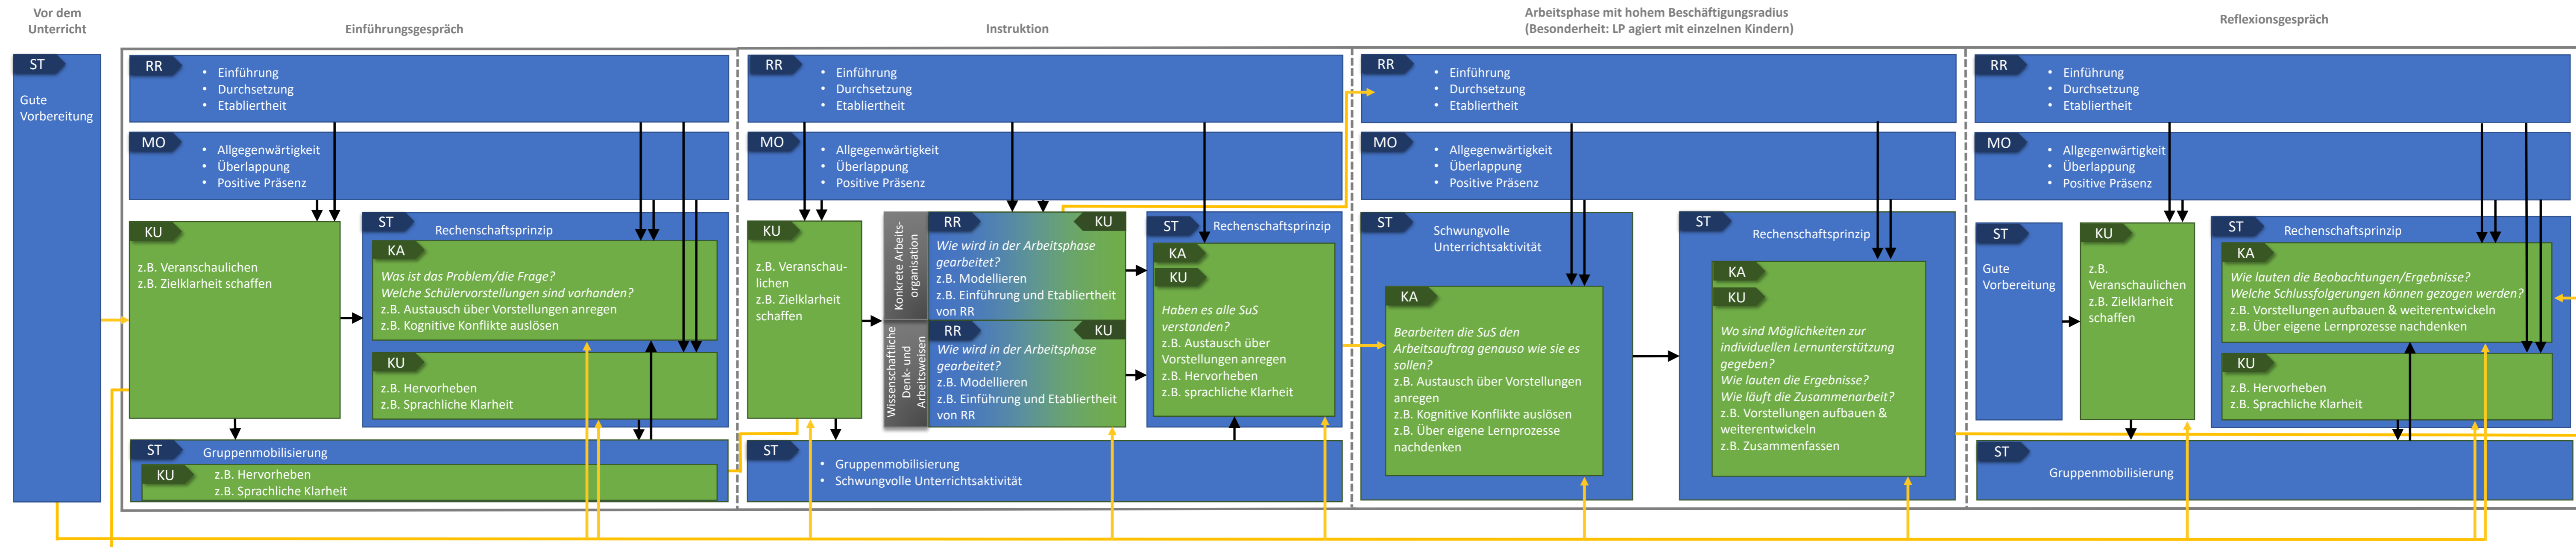 Vor dem
Unterricht
ST
Gute
Vorbereitung
Einführungsgespräch
RR
• Einführung
• Durchsetzung
• Etabliertheit
MO
• Allgegenwärtigkeit
• Überlappung
• Positive Präsenz
KU
z.B. Veranschaulichen
z.B. Zielklarheit schaffen
ST
Rechenschaftsprinzip
KA
Was ist das Problem/die Frage?
Welche Schülervorstellungen sind vorhanden?
z.B. Austausch über Vorstellungen anregen
z.B. Kognitive Konflikte auslösen
KU
z.B. Hervorheben
z.B. Sprachliche Klarheit
ST
Gruppenmobilisierung
KU
z.B. Hervorheben
z.B. Sprachliche Klarheit
Instruktion
RR
• Einführung
• Durchsetzung
• Etabliertheit
MO
• Allgegenwärtigkeit
• Überlappung
• Positive Präsenz
KU
z.B. Veranschau-
lichen
z.B. Zielklarheit
schaffen
Konkrete Arbeits-
organisation
RR
KU
Wie wird in der Arbeitsphase
gearbeitet?
z.B. Modellieren
z.B. Einführung und Etabliertheit
von RR
Wissenschaftliche
Denk- und
Arbeitsweisen
RR
KU
Wie wird in der Arbeitsphase
gearbeitet?
z.B. Modellieren
z.B. Einführung und Etabliertheit
von RR
ST
Rechenschaftsprinzip
KA
KU
Haben es alle SuS
verstanden?
z.B. Austausch über
Vorstellungen anregen
z.B. Hervorheben
z.B. sprachliche Klarheit
ST
• Gruppenmobilisierung
• Schwungvolle Unterrichtsaktivität
Arbeitsphase mit hohem Beschäftigungsradius
(Besonderheit: LP agiert mit einzelnen Kindern)
RR
• Einführung
• Durchsetzung
• Etabliertheit
MO
• Allgegenwärtigkeit
• Überlappung
• Positive Präsenz
ST
Schwungvolle
Unterrichtsaktivität
KA
Bearbeiten die SuS den
Arbeitsauftrag genauso wie sie es
sollen?
z.B. Austausch über Vorstellungen
anregen
z.B. Kognitive Konflikte auslösen
z.B. Über eigene Lernprozesse
nachdenken
ST
Rechenschaftsprinzip
KA
KU
Wo sind Möglichkeiten zur
individuellen Lernunterstützung
gegeben?
Wie lauten die Ergebnisse?
Wie läuft die Zusammenarbeit?
z.B. Vorstellungen aufbauen &
weiterentwickeln
z.B. Zusammenfassen
Reflexionsgespräch
RR
• Einführung
• Durchsetzung
• Etabliertheit
MO
• Allgegenwärtigkeit
• Überlappung
• Positive Präsenz
ST
Gute
Vorbereitung
KU
z.B.
Veranschaulichen
z.B. Zielklarheit
schaffen
ST
Rechenschaftsprinzip
KA
Wie lauten die Beobachtungen/Ergebnisse?
Welche Schlussfolgerungen können gezogen werden?
z.B. Vorstellungen aufbauen & weiterentwickeln
z.B. Über eigene Lernprozesse nachdenken
KU
z.B. Hervorheben
z.B. Sprachliche Klarheit
ST
Gruppenmobilisierung